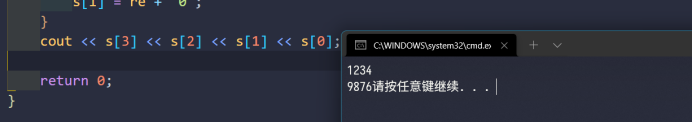 s[i] = re + '0';
}
cout << s[3] << s[2] << s[1] << s[0];
return 0;
}
C:\WINDOWS\system32\cmd.ex
1234
9876请按任意键继续. . .